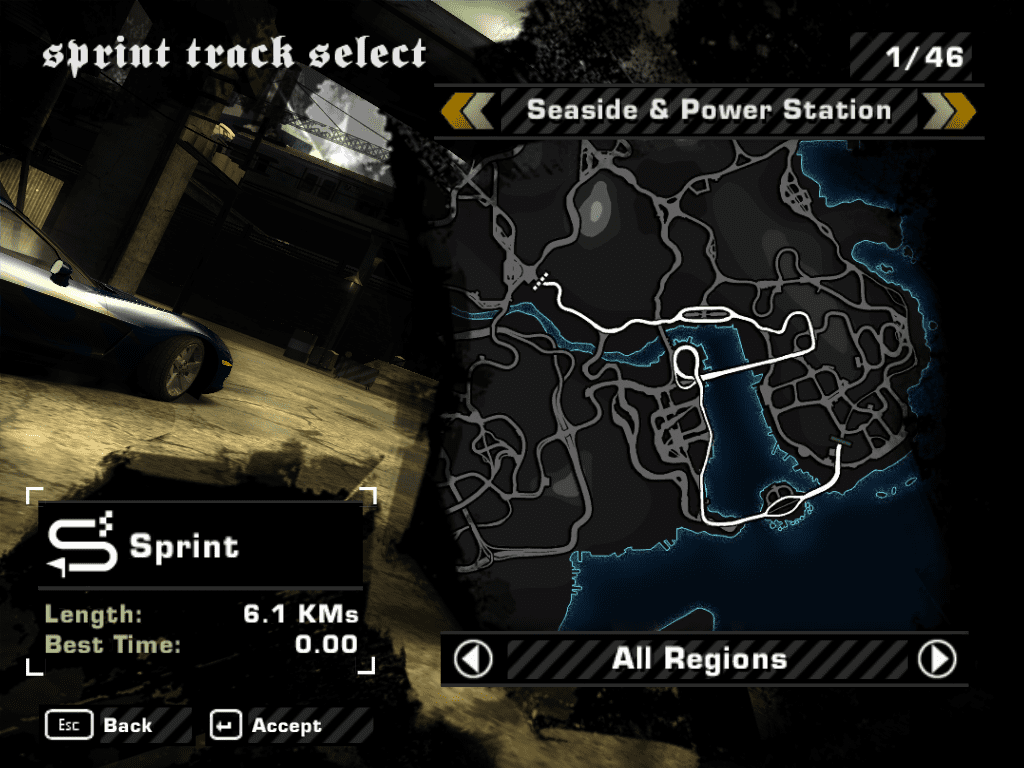 sprint track select
1/46
Seaside & Power Station
Sprint
Length: 6.1 KMs
Best Time: 0.00
All Regions
Esc Back Accept